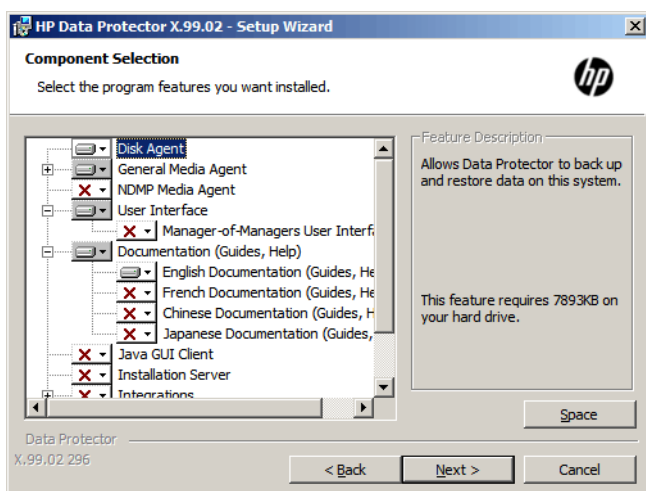 HP Data Protector X.99.02 - Setup Wizard
Component Selection
Select the program features you want installed.
hp
Disk Agent
General Media Agent
NDMP Media Agent
User Interface
Manager-of-Managers User Interf
Documentation (Guides, Help)
English Documentation (Guides, He
French Documentation (Guides, He
Chinese Documentation (Guides, H
Japanese Documentation (Guides,
Java GUI Client
Installation Server
Integrations
Feature Description
Allows Data Protector to back up
and restore data on this system.
This feature requires 7893KB on
your hard drive.
Space
Data Protector
X.99.02 296
< Back
Next >
Cancel